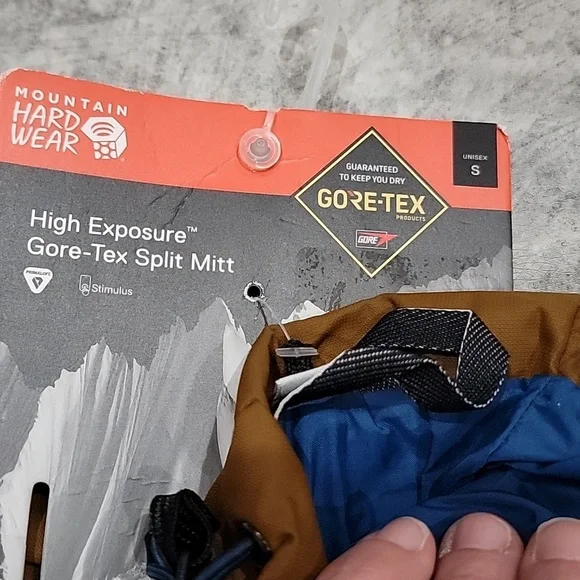 MOUNTAIN
HARD
WEAR
GUARANTEED
TO KEEP YOU DRY
GORE-TEX
PRODUCTS
GORE
UNISEX
S
High Exposure™
Gore-Tex Split Mitt
PRIMALOFT
Stimulus